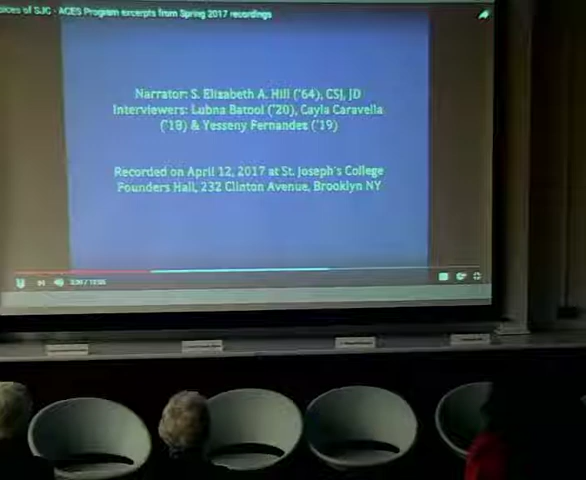 oices of SJC - ACES Program excerpts from Spring 2017 recordings
Narrator: S. Elizabeth A. Hill ('64), CSJ, JD
Interviewers: Lubna Batool ('20), Cayla Caravella
('18) & Yesseny Fernandez ('19)
Recorded on April 12, 2017 at St. Joseph's College
Founders Hall, 232 Clinton Avenue, Brooklyn NY